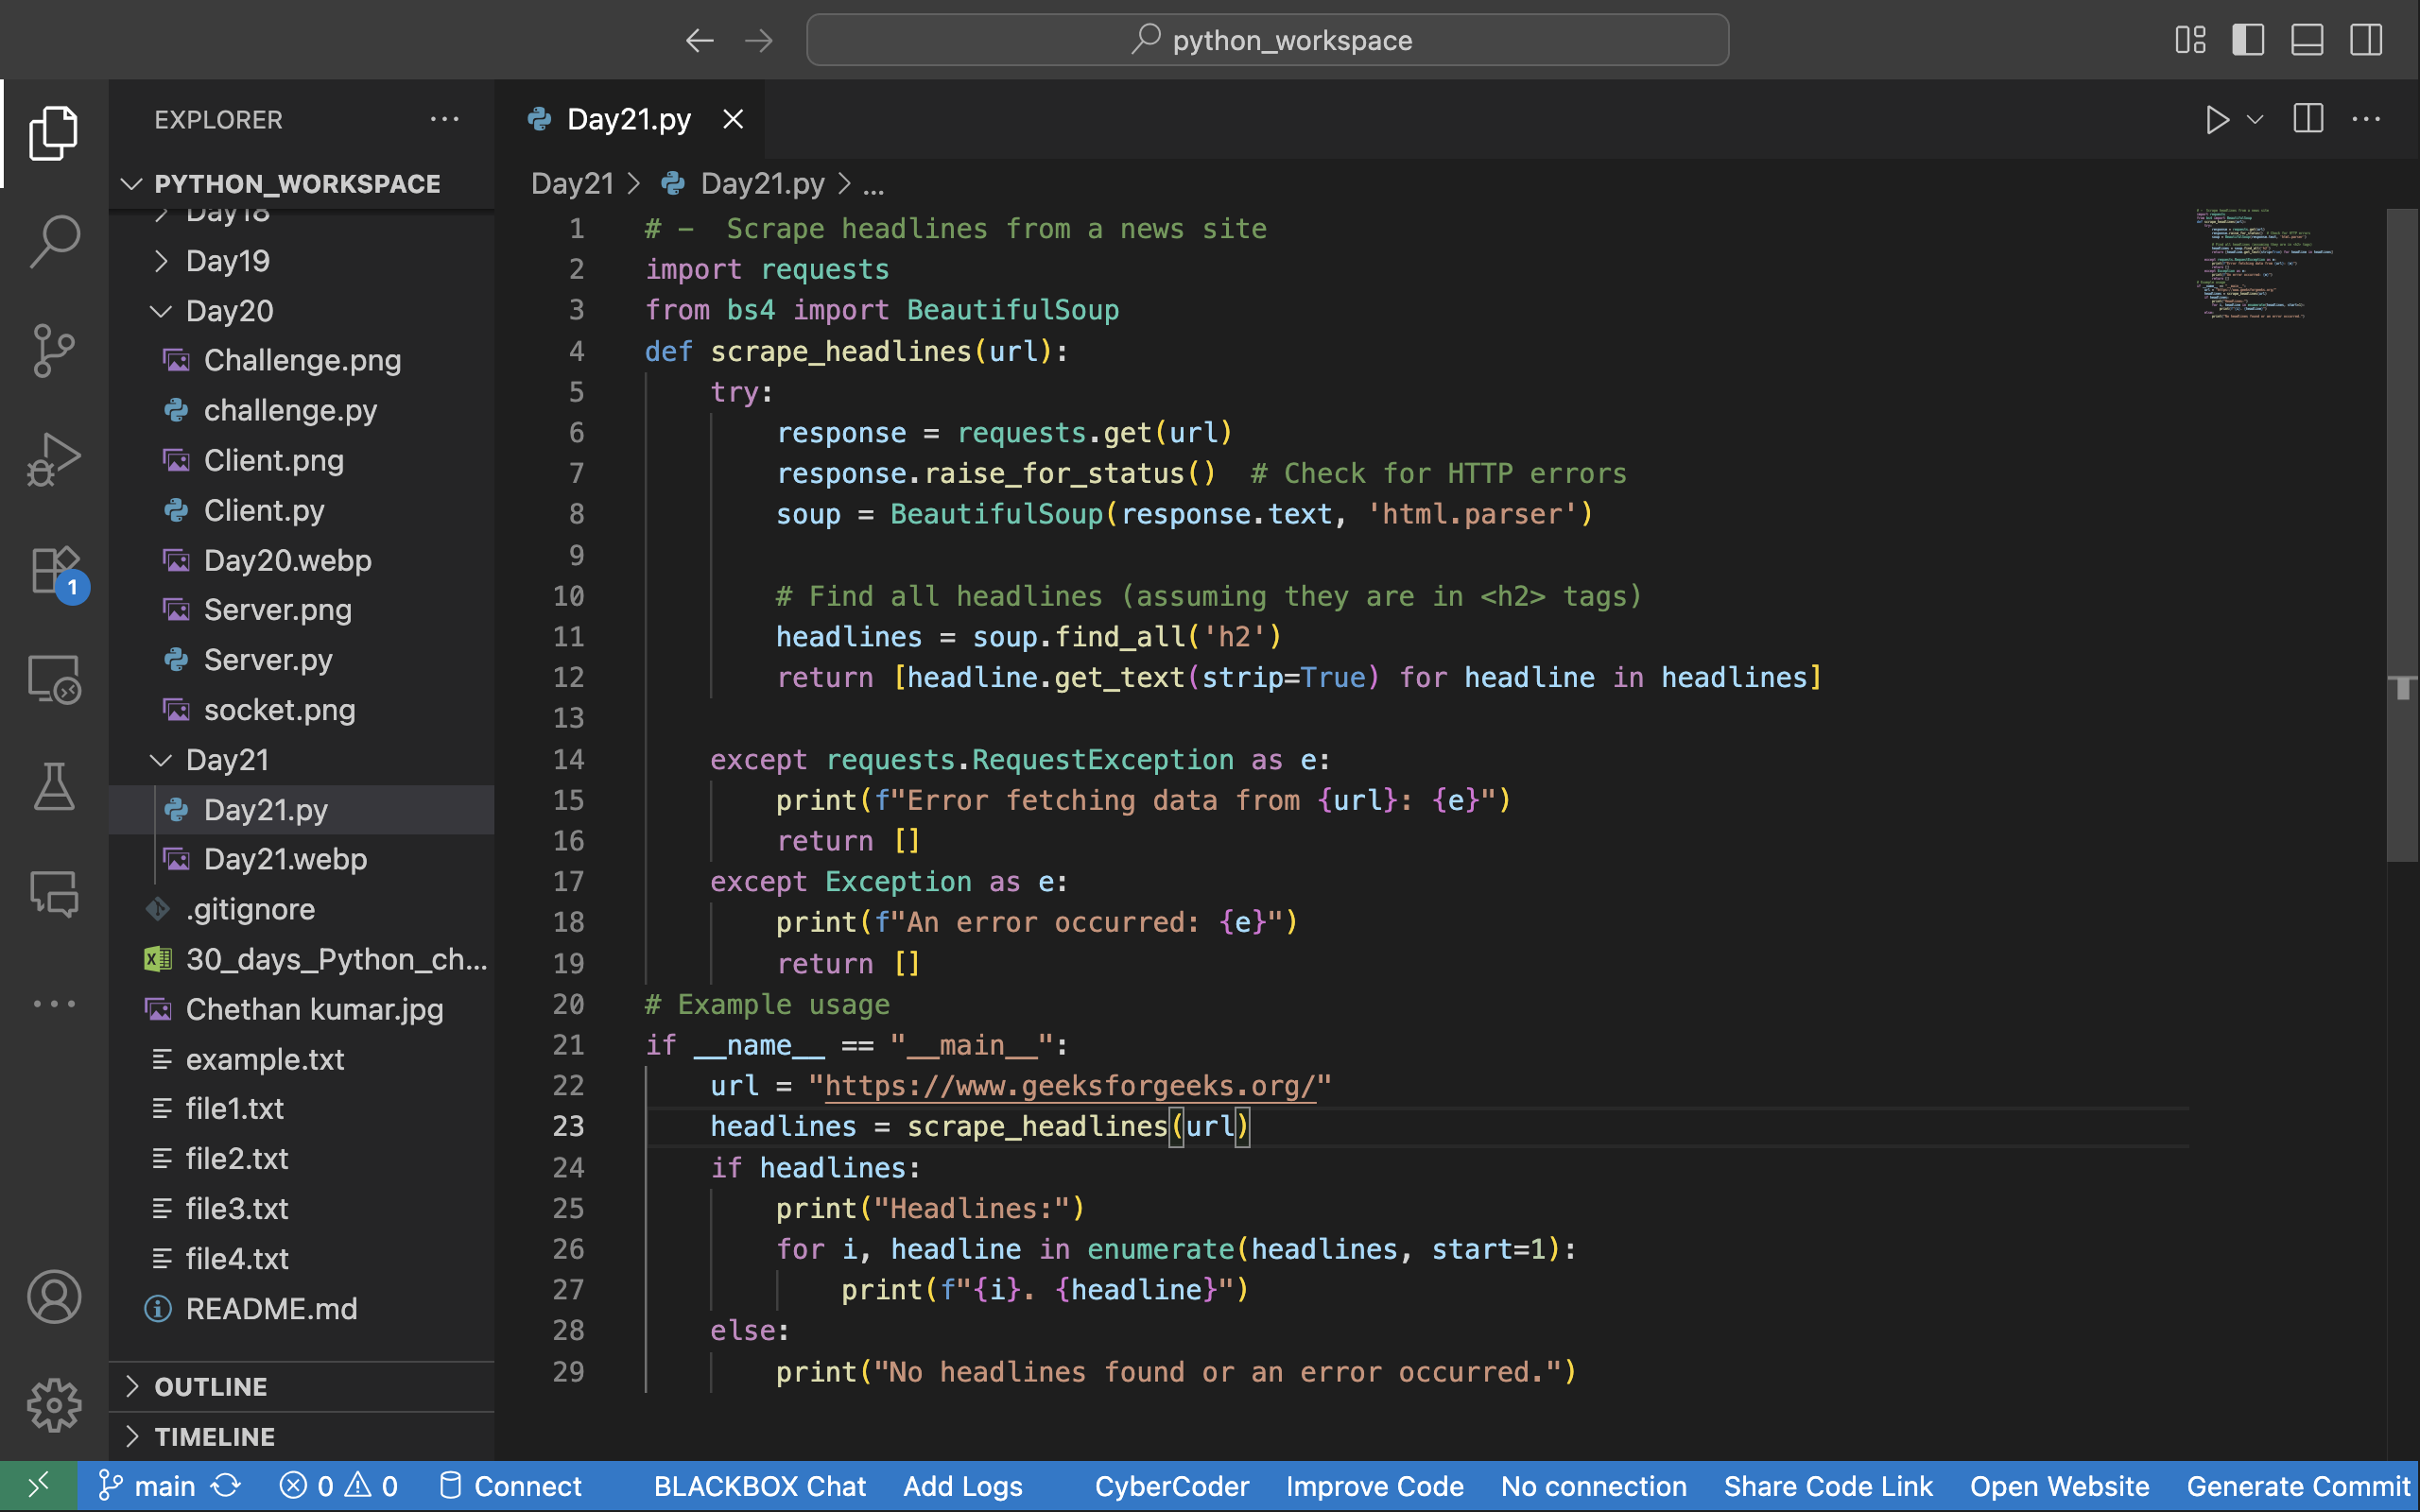 python_workspace
EXPLORER
PYTHON_WORKSPACE
Day18
Day19
Day20
Challenge.png
challenge.py
Client.png
Client.py
Day20.webp
Server.png
Server.py
socket.png
Day21
Day21.py
Day21.webp
.gitignore
30_days_Python_ch...
Chethan kumar.jpg
example.txt
file1.txt
file2.txt
file3.txt
file4.txt
README.md
OUTLINE
TIMELINE
1
Day21.py
Day21 > Day21.py > ...
1 # -  Scrape headlines from a news site
2 import requests
3 from bs4 import BeautifulSoup
4 def scrape_headlines(url):
5     try:
6         response = requests.get(url)
7         response.raise_for_status()  # Check for HTTP errors
8         soup = BeautifulSoup(response.text, 'html.parser')
9
10         # Find all headlines (assuming they are in <h2> tags)
11         headlines = soup.find_all('h2')
12         return [headline.get_text(strip=True) for headline in headlines]
13
14     except requests.RequestException as e:
15         print(f"Error fetching data from {url}: {e}")
16         return []
17     except Exception as e:
18         print(f"An error occurred: {e}")
19         return []
20 # Example usage
21 if __name__ == "__main__":
22     url = "https://www.geeksforgeeks.org/"
23     headlines = scrape_headlines(url)
24     if headlines:
25         print("Headlines:")
26         for i, headline in enumerate(headlines, start=1):
27             print(f"{i}. {headline}")
28     else:
29         print("No headlines found or an error occurred.")
main 0 0 Connect BLACKBOX Chat Add Logs CyberCoder Improve Code No connection Share Code Link Open Website Generate Commit